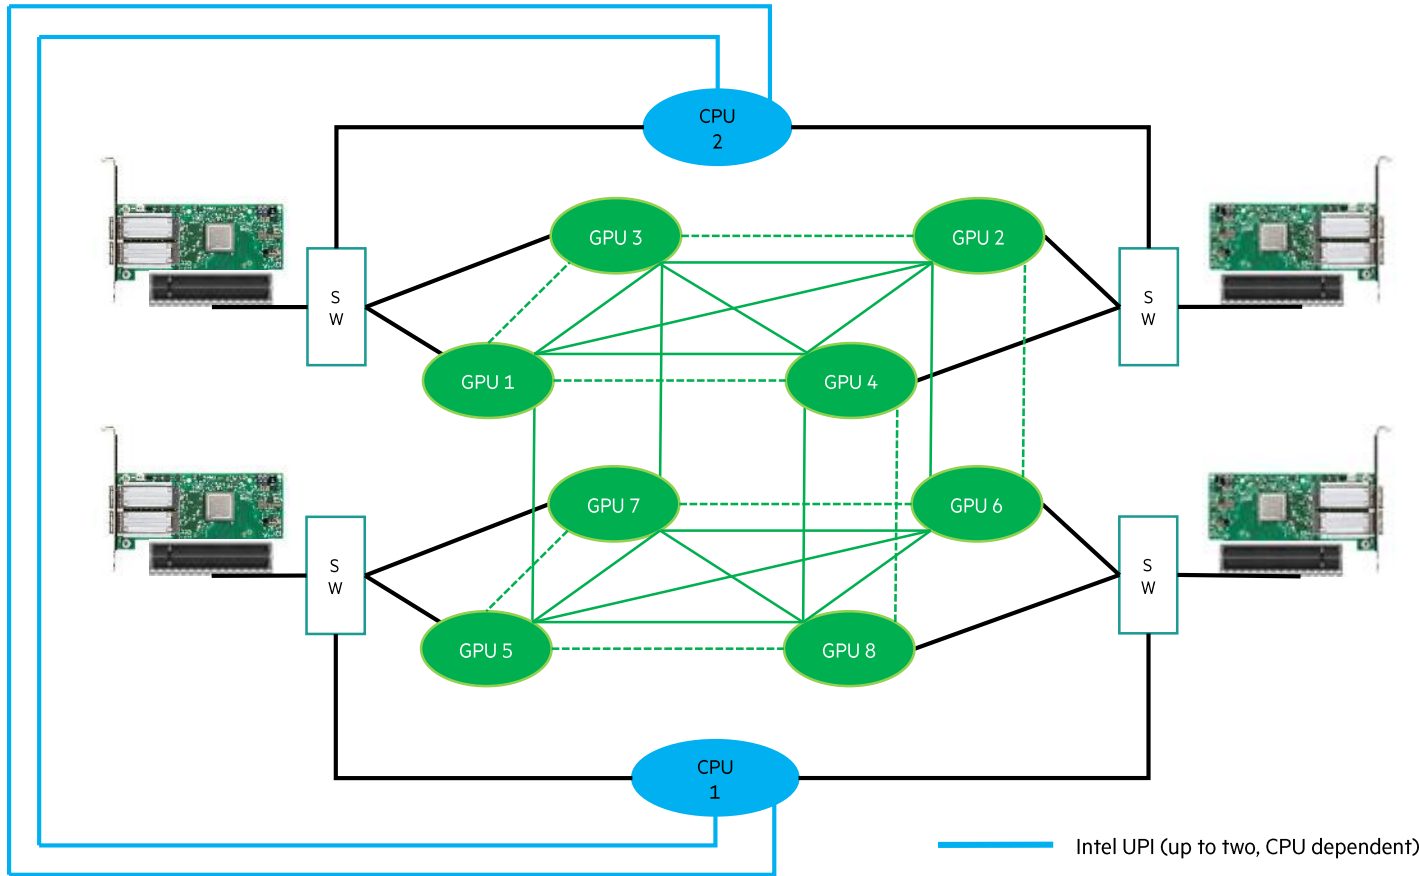 CPU
2
GPU 3
GPU 2
S
W
S
W
GPU 1
GPU 4
GPU 7
GPU 6
S
W
S
W
GPU 5
GPU 8
CPU
1
Intel UPI (up to two, CPU dependent)